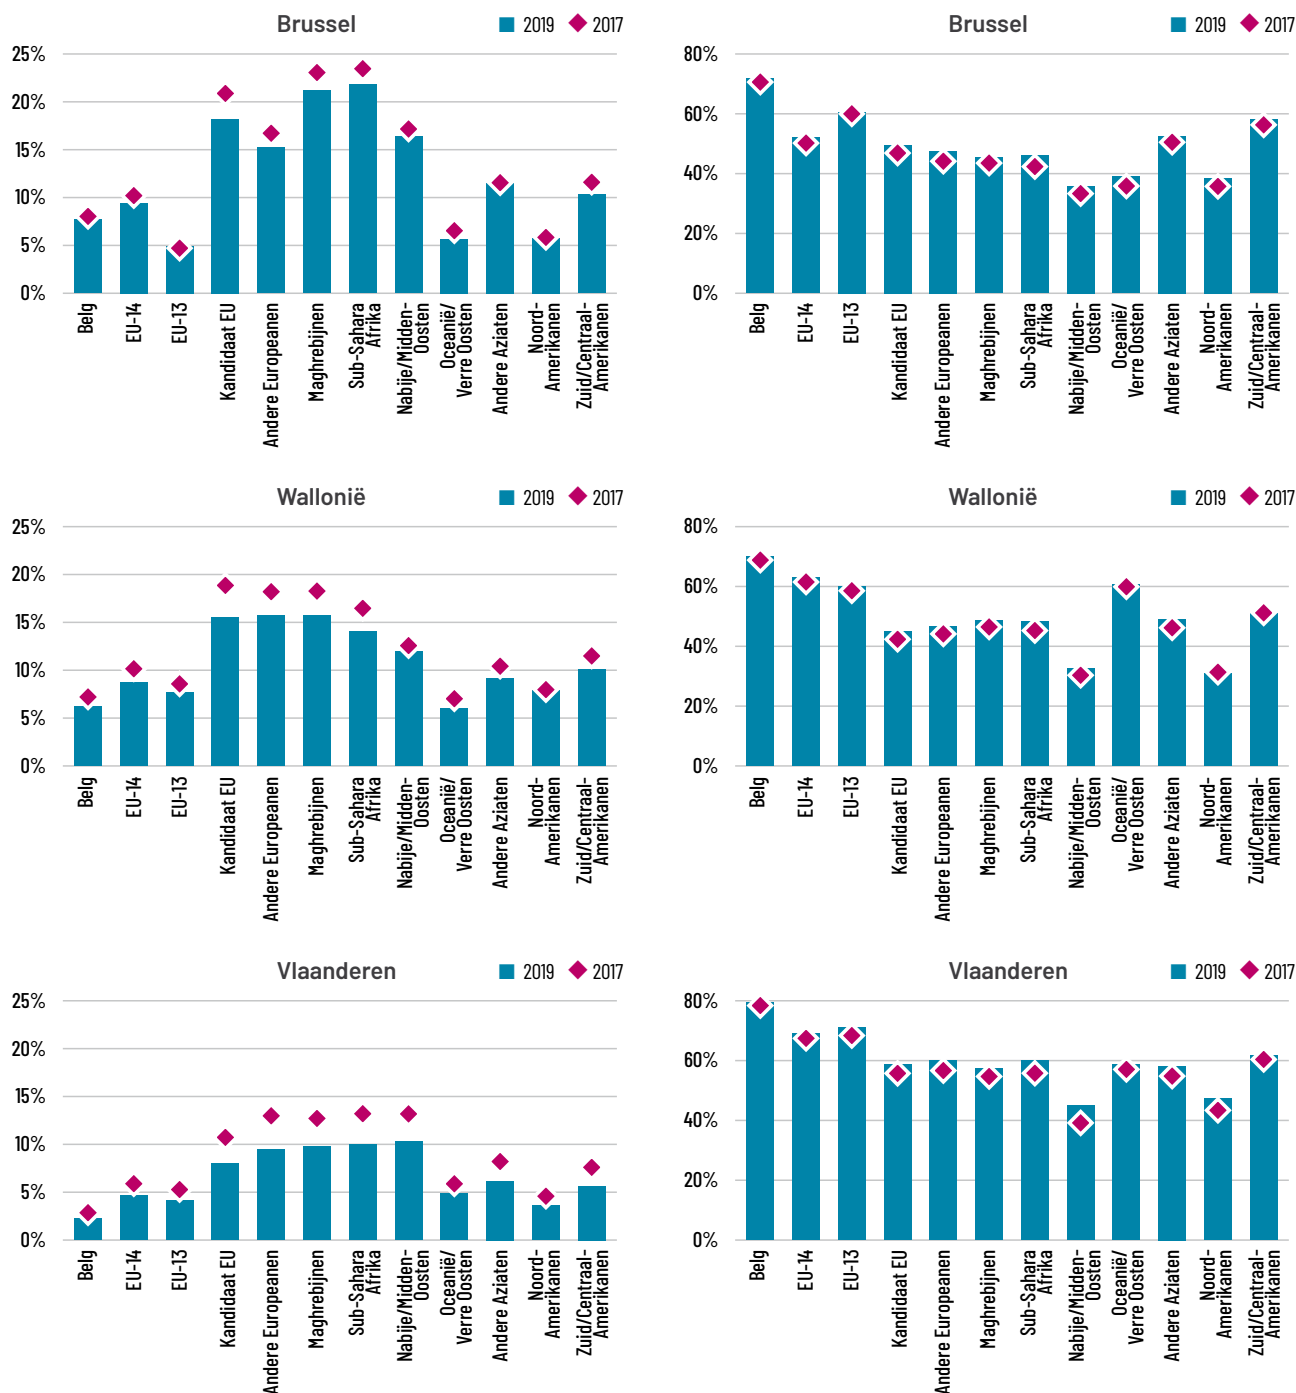 Brussel
2019 2017
25%
20%
15%
10%
5%
0%
Belg
EU-14
EU-13
Kandidaat EU
Andere Europeanen
Maghrebijnen
Sub-Sahara
Afrika
Nabije/Midden-
Oosten
Oceanië/
Verre Oosten
Andere Aziaten
Noord-
Amerikanen
Zuid/Centraal-
Amerikanen
Brussel
2019 2017
80%
60%
40%
20%
0%
Belg
EU-14
EU-13
Kandidaat EU
Andere Europeanen
Maghrebijnen
Sub-Sahara
Afrika
Nabije/Midden-
Oosten
Oceanië/
Verre Oosten
Andere Aziaten
Noord-
Amerikanen
Zuid/Centraal-
Amerikanen
Wallonië
2019 2017
25%
20%
15%
10%
5%
0%
Belg
EU-14
EU-13
Kandidaat EU
Andere Europeanen
Maghrebijnen
Sub-Sahara
Afrika
Nabije/Midden-
Oosten
Oceanië/
Verre Oosten
Andere Aziaten
Noord-
Amerikanen
Zuid/Centraal-
Amerikanen
Wallonië
2019 2017
80%
60%
40%
20%
0%
Belg
EU-14
EU-13
Kandidaat EU
Andere Europeanen
Maghrebijnen
Sub-Sahara
Afrika
Nabije/Midden-
Oosten
Oceanië/
Verre Oosten
Andere Aziaten
Noord-
Amerikanen
Zuid/Centraal-
Amerikanen
Vlaanderen
2019 2017
25%
20%
15%
10%
5%
0%
Belg
EU-14
EU-13
Kandidaat EU
Andere Europeanen
Maghrebijnen
Sub-Sahara
Afrika
Nabije/Midden-
Oosten
Oceanië/
Verre Oosten
Andere Aziaten
Noord-
Amerikanen
Zuid/Centraal-
Amerikanen
Vlaanderen
2019 2017
80%
60%
40%
20%
0%
Belg
EU-14
EU-13
Kandidaat EU
Andere Europeanen
Maghrebijnen
Sub-Sahara
Afrika
Nabije/Midden-
Oosten
Oceanië/
Verre Oosten
Andere Aziaten
Noord-
Amerikanen
Zuid/Centraal-
Amerikanen